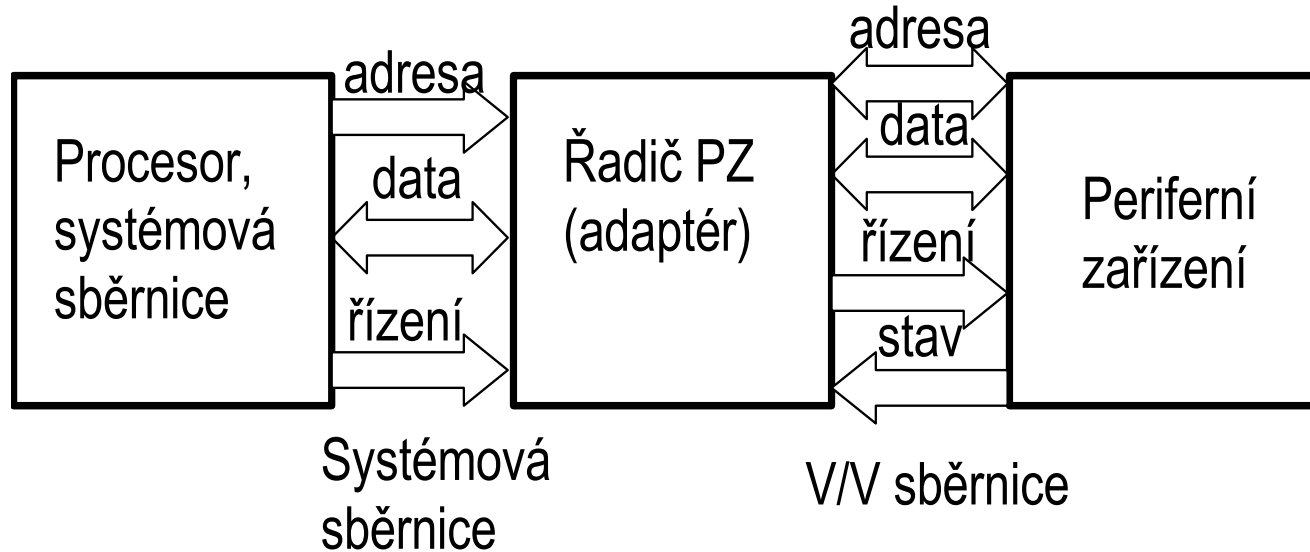 Procesor,
systémová
sběrnice
adresa
data
řízení
Systémová
sběrnice
Řadič PZ
(adaptér)
adresa
data
řízení
stav
V/V sběrnice
Periferní
zařízení